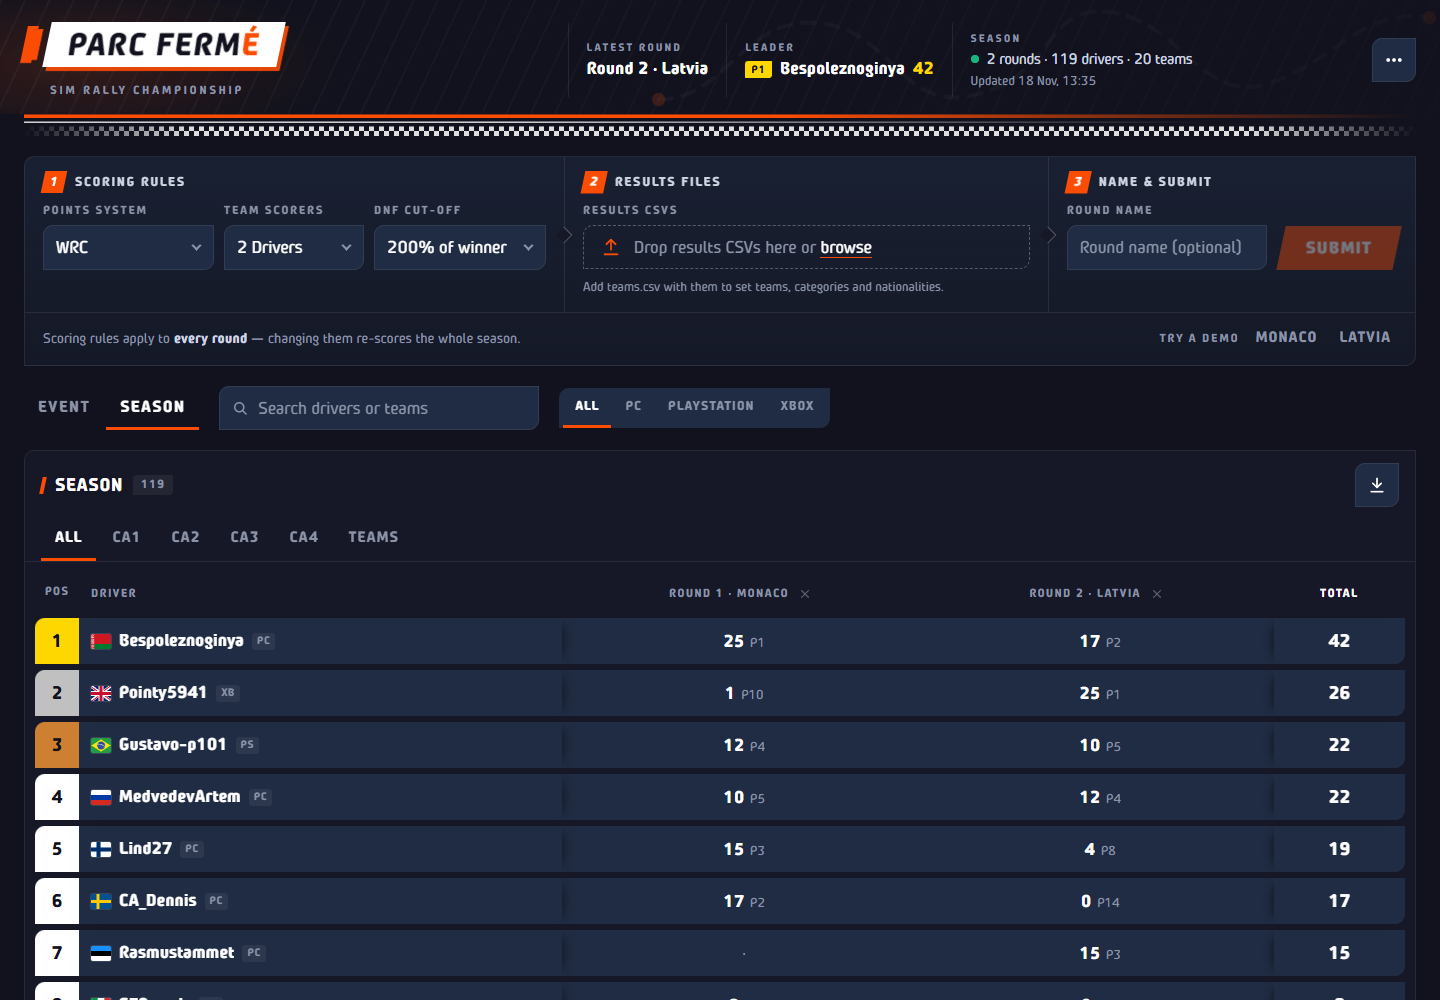 PARC FERMÉ
SIM RALLY CHAMPIONSHIP
LATEST ROUND
Round 2 · Latvia
LEADER
P1 Bespoleznoginya 42
SEASON
2 rounds · 119 drivers · 20 teams
Updated 18 Nov, 13:35
1 SCORING RULES
POINTS SYSTEM TEAM SCORERS DNF CUT-OFF
WRC 2 Drivers 200% of winner
2 RESULTS FILES
RESULTS CSVS
Drop results CSVs here or browse
Add teams.csv with them to set teams, categories and nationalities.
3 NAME & SUBMIT
ROUND NAME
Round name (optional) SUBMIT
Scoring rules apply to every round — changing them re-scores the whole season.
TRY A DEMO MONACO LATVIA
EVENT SEASON Search drivers or teams ALL PC PLAYSTATION XBOX
SEASON 119
ALL CA1 CA2 CA3 CA4 TEAMS
POS DRIVER ROUND 1 · MONACO × ROUND 2 · LATVIA × TOTAL
1 Bespoleznoginya PC 25 P1 17 P2 42
2 Pointy5941 XB 1 P10 25 P1 26
3 Gustavo-p101 PS 12 P4 10 P5 22
4 MedvedevArtem PC 10 P5 12 P4 22
5 Lind27 PC 15 P3 4 P8 19
6 CA_Dennis PC 17 P2 0 P14 17
7 Rasmustammet PC · 15 P3 15